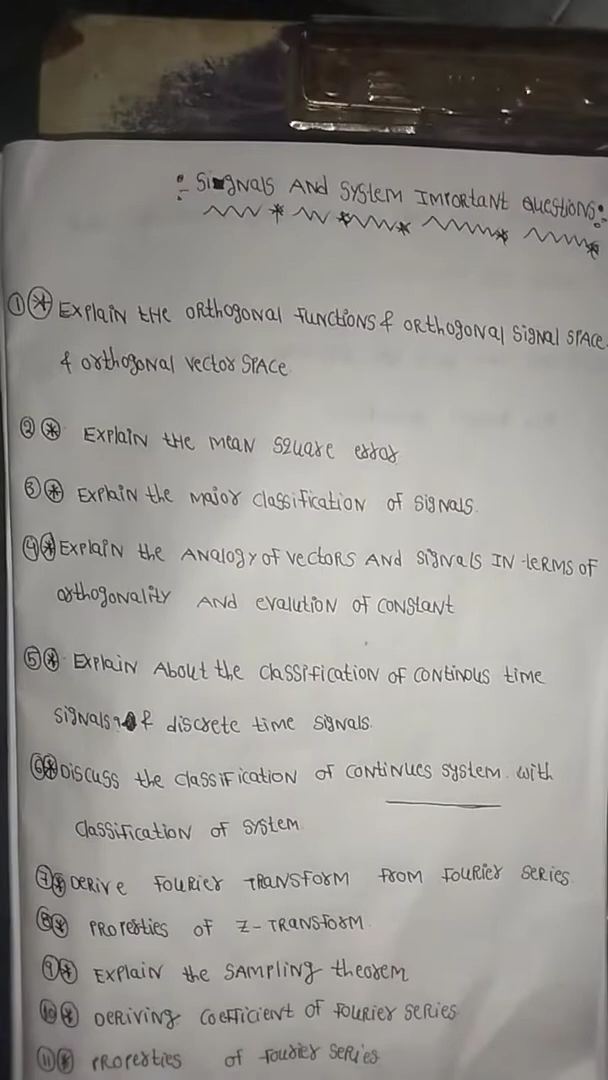 :- Signals AND System Important Questions:-
① * Explain the orthogonal functions & orthogonal signal space
& orthogonal vector space.
② * Explain the mean square error
③ * Explain the major classification of signals.
④ * Explain the Analogy of vectors And signals IN terms of
orthogonality And evalution of constant
⑤ * Explain About the classification of continous time
signals & discrete time signals.
⑥ * Discuss the classification of continues system with
classification of system
⑦ * Derive fourier transform from fourier series
⑧ * Properties of Z-transform
⑨ * Explain the sampling theorem
⑩ * Deriving coefficient of fourier series
⑪ * Properties of fourier series